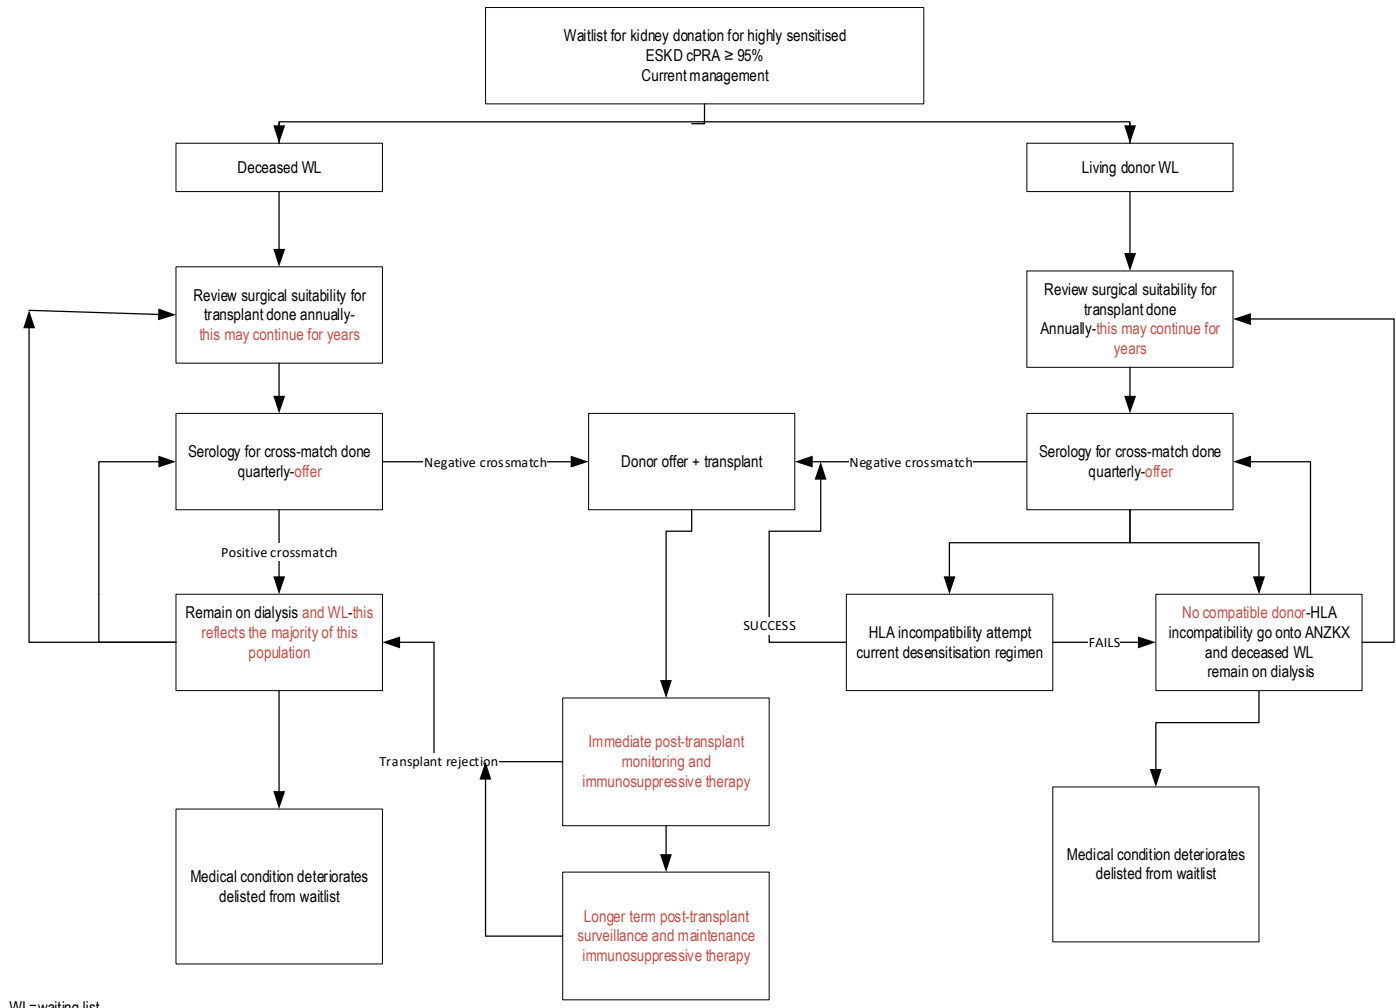 Waitlist for kidney donation for highly sensitised
ESKD cPRA ≥ 95%
Current management
Deceased WL
Living donor WL
Review surgical suitability for
transplant done annually-
this may continue for years
Review surgical suitability for
transplant done
Annually-this may continue for
years
Serology for cross-match done
quarterly-offer
Negative crossmatch
Donor offer + transplant
Negative crossmatch
Serology for cross-match done
quarterly-offer
Positive crossmatch
Remain on dialysis and WL-this
reflects the majority of this
population
SUCCESS
HLA incompatibility attempt
current desensitisation regimen
FAILS
No compatible donor-HLA
incompatibility go onto ANZKX
and deceased WL
remain on dialysis
Transplant rejection
Immediate post-transplant
monitoring and
immunosuppressive therapy
Medical condition deteriorates
delisted from waitlist
Medical condition deteriorates
delisted from waitlist
Longer term post-transplant
surveillance and maintenance
immunosuppressive therapy
WL=waiting list